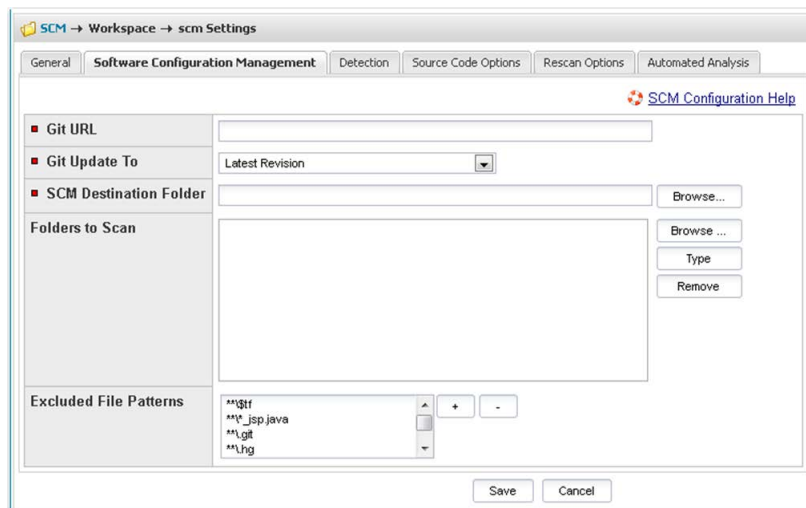 SCM → Workspace → scm Settings
General Software Configuration Management Detection Source Code Options Rescan Options Automated Analysis
SCM Configuration Help
Git URL
Git Update To Latest Revision
SCM Destination Folder Browse...
Folders to Scan Browse ...
Type
Remove
Excluded File Patterns **\$tf + -
**\*_jsp.java
**\.git
**\.hg
Save Cancel